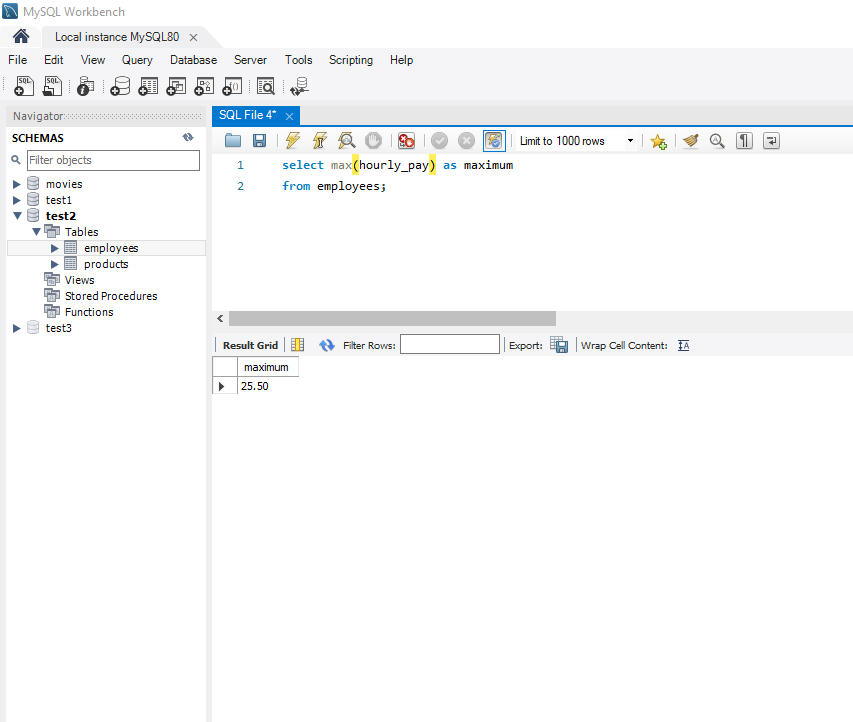 MySQL Workbench
Local instance MySQL80
File Edit View Query Database Server Tools Scripting Help
Navigator
SQL File 4*
SCHEMAS
Filter objects
Limit to 1000 rows
movies
test1
test2
Tables
employees
products
Views
Stored Procedures
Functions
test3
1 select max(hourly_pay) as maximum
2 from employees;
Result Grid Filter Rows: Export: Wrap Cell Content:
maximum
25.50